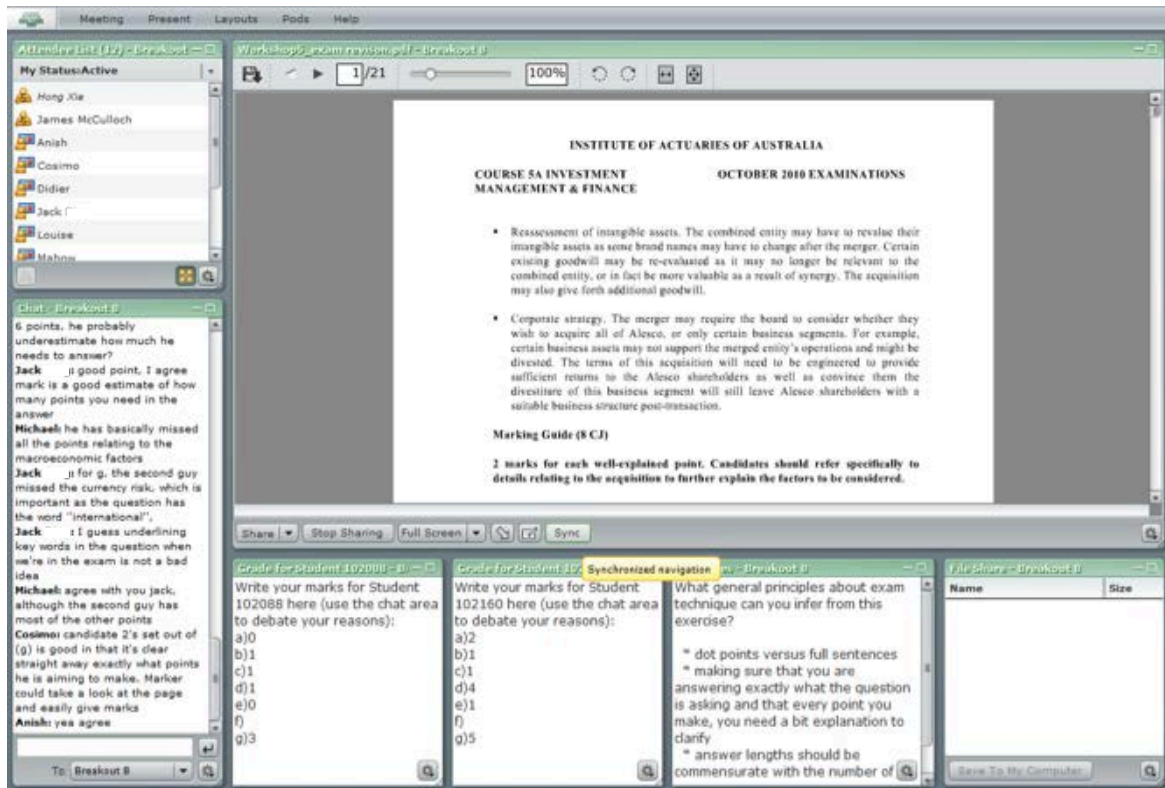 Meeting Present Layouts Pods Help
Attendee List (12) - Breakout
My Status:Active
Hong Xie
James McCulloch
Anish
Cosimo
Didier
Jack
Louise
Chat - Breakout B
6 points, he probably
underestimate how much he
needs to answer?
Jack good point, I agree
mark is a good estimate of how
many points you need in the
answer
Michael: he has basically missed
all the points relating to the
macroeconomic factors
Jack : for g, the second guy
missed the currency risk, which is
important as the question has
the word "international",
Jack : I guess underlining
key words in the question when
we're in the exam is not a bad
idea
Michael: agree with you jack,
although the second guy has
most of the other points
Cosimo: candidate 2's set out of
(g) is good in that it's clear
straight away exactly what points
he is aiming to make. Marker
could take a look at the page
and easily give marks
Anish: yea agree
To: Breakout B
Workshop5_exam revison.pdf - Breakout B
1/21 100%
INSTITUTE OF ACTUARIES OF AUSTRALIA
COURSE 5A INVESTMENT OCTOBER 2010 EXAMINATIONS
MANAGEMENT & FINANCE
▪ Reassessment of intangible assets. The combined entity may have to revalue their
intangible assets as some brand names may have to change after the merger. Certain
existing goodwill may be re-evaluated as it may no longer be relevant to the
combined entity, or in fact be more valuable as a result of synergy. The acquisition
may also give forth additional goodwill.
▪ Corporate strategy. The merger may require the board to consider whether they
wish to acquire all of Alesco, or only certain business segments. For example,
certain business assets may not support the merged entity's operations and might be
divested. The terms of this acquisition will need to be engineered to provide
sufficient returns to the Alesco shareholders as well as convince them the
divestiture of this business segment will still leave Alesco shareholders with a
suitable business structure post-transaction.
Marking Guide (8 CJ)
2 marks for each well-explained point. Candidates should refer specifically to
details relating to the acquisition to further explain the factors to be considered.
Share Stop Sharing Full Screen Sync
Synchronized navigation
Grade for Student 102088 - B
Write your marks for Student
102088 here (use the chat area
to debate your reasons):
a)0
b)1
c)1
d)1
e)0
f)
g)3
Grade for Student
Write your marks for Student
102160 here (use the chat area
to debate your reasons):
a)2
b)1
c)1
d)4
e)1
f)
g)5
- Breakout B
What general principles about exam
technique can you infer from this
exercise?
* dot points versus full sentences
* making sure that you are
answering exactly what the question
is asking and that every point you
make, you need a bit explanation to
clarify
* answer lengths should be
commensurate with the number of
File Share - Breakout B
Name Size
Save To My Computer